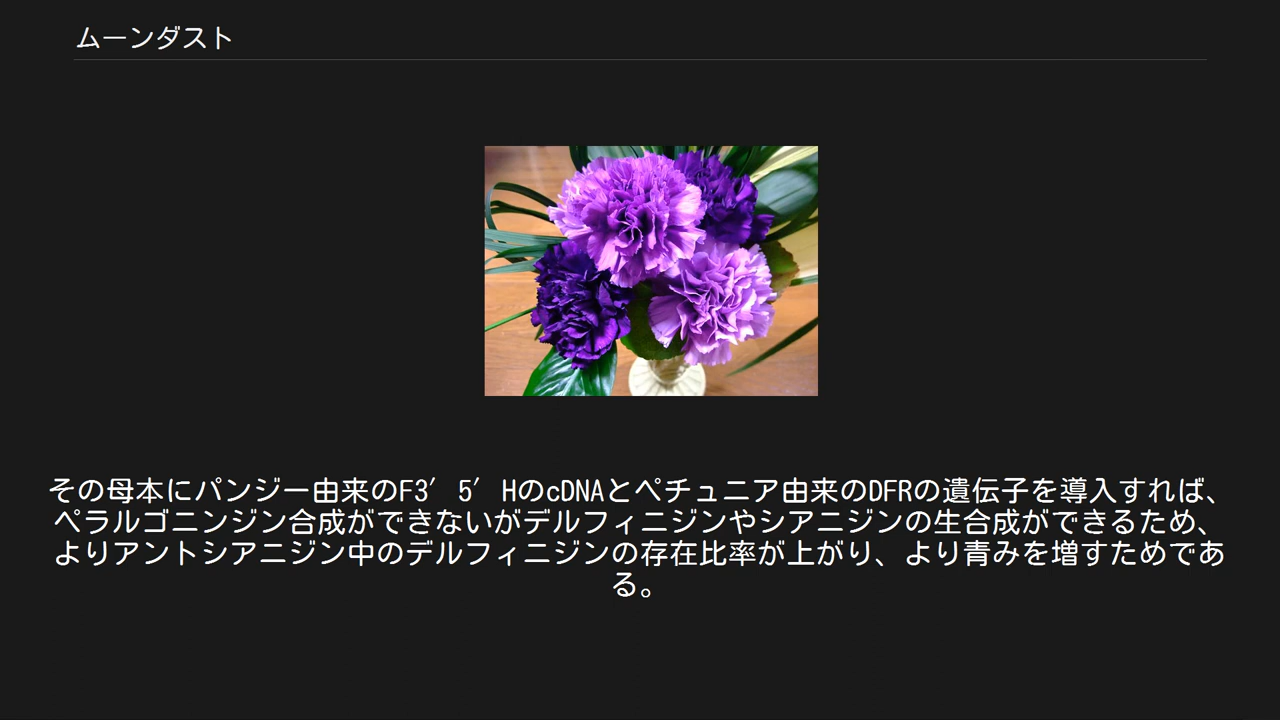 ムーンダスト
その母本にパンジー由来のF3′5′HのcDNAとペチュニア由来のDFRの遺伝子を導入すれば、
ペラルゴニンジン合成ができないがデルフィニジンやシアニジンの生合成ができるため、
よりアントシアニジン中のデルフィニジンの存在比率が上がり、より青みを増すためであ
る。